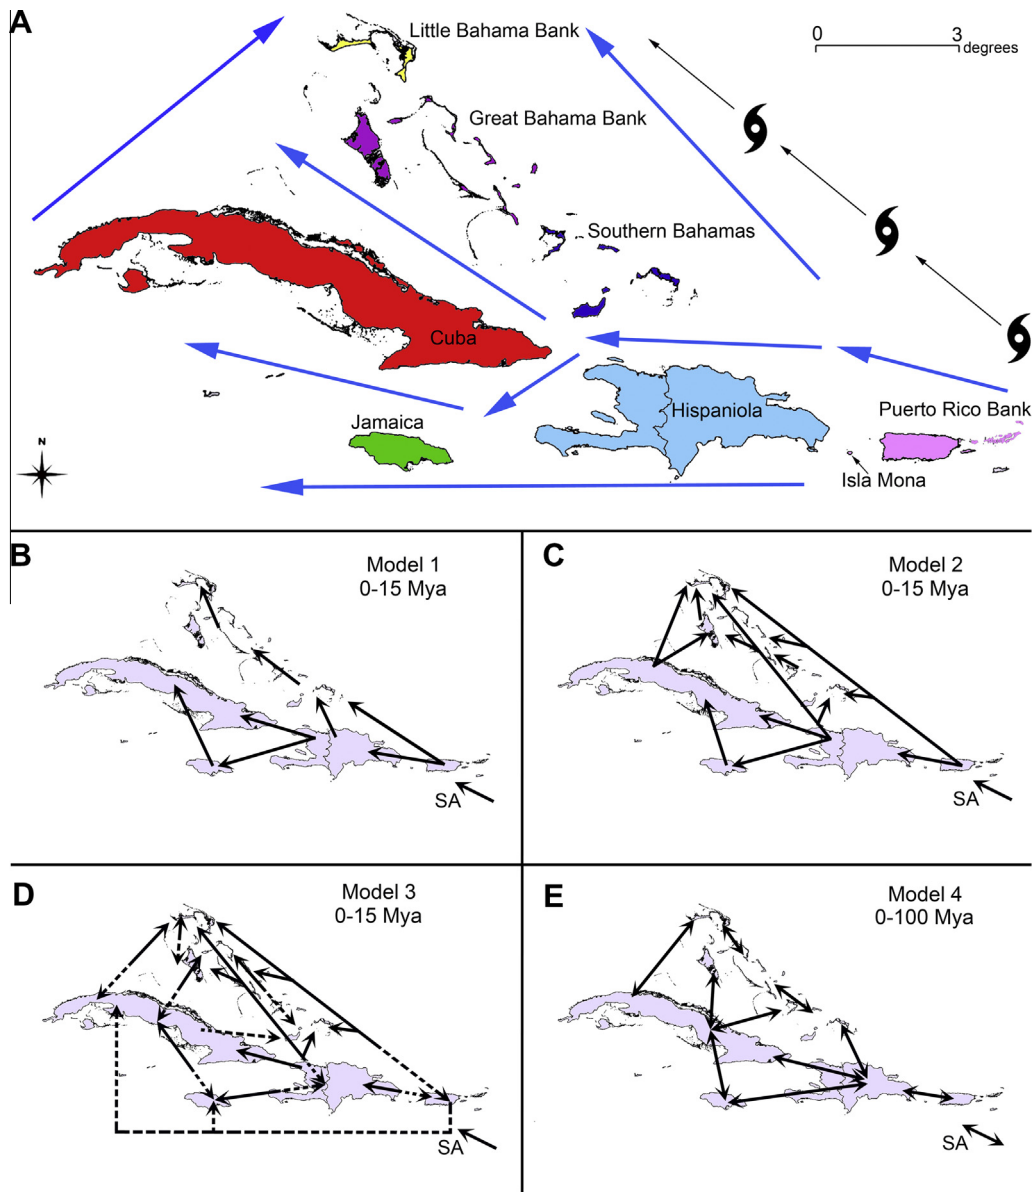 A
Little Bahama Bank
0 3
degrees
Great Bahama Bank
Southern Bahamas
Cuba
Hispaniola
Puerto Rico Bank
Jamaica
Isla Mona
N
B
Model 1
0-15 Mya
SA
C
Model 2
0-15 Mya
SA
D
Model 3
0-15 Mya
SA
E
Model 4
0-100 Mya
SA